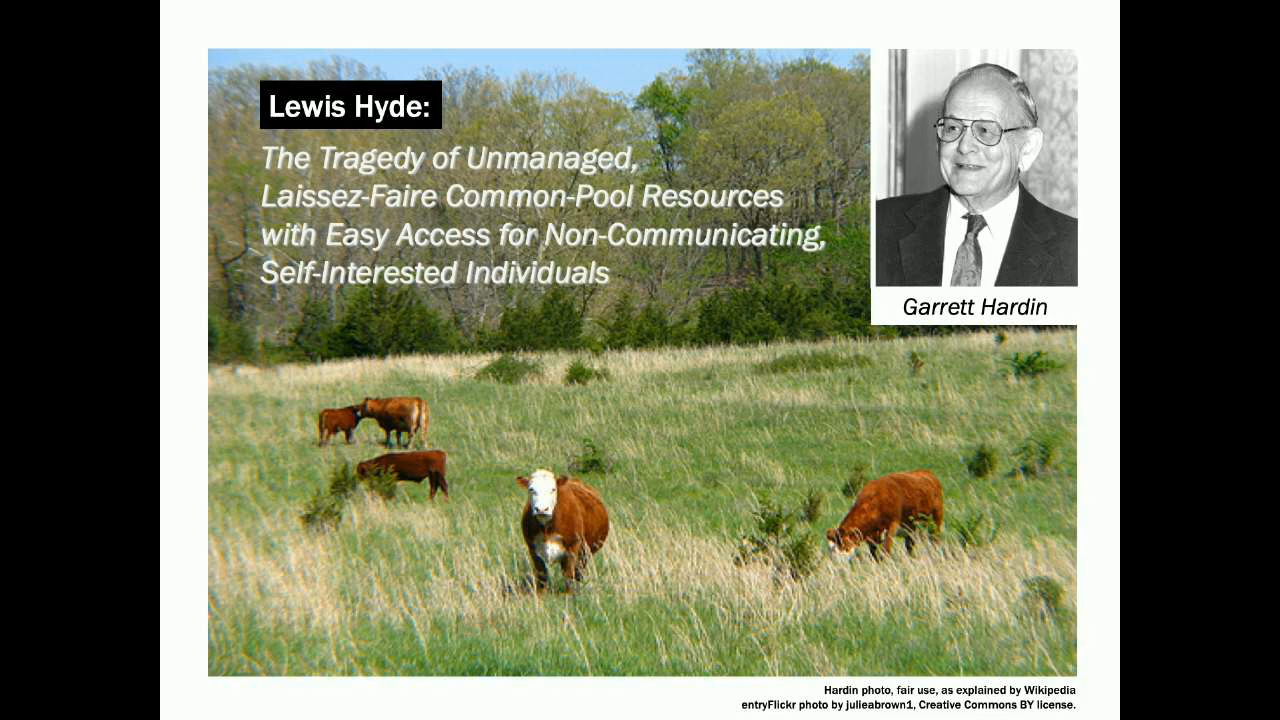 Lewis Hyde:
The Tragedy of Unmanaged,
Laissez-Faire Common-Pool Resources
with Easy Access for Non-Communicating,
Self-Interested Individuals
Garrett Hardin
Hardin photo, fair use, as explained by Wikipedia
entryFlickr photo by julieabrown1, Creative Commons BY license.